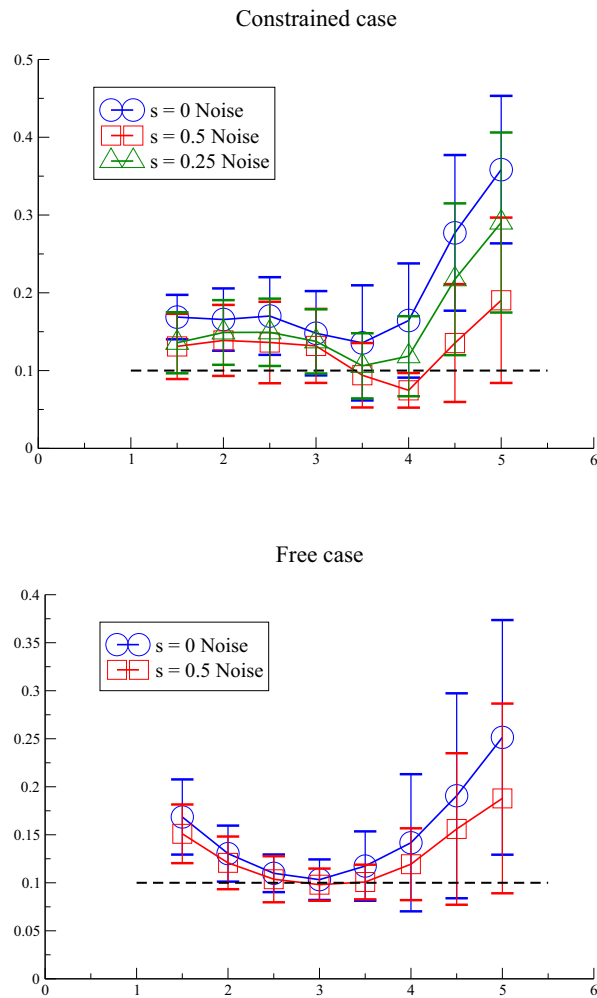 Constrained case
0.5
0.4
0.3
0.2
0.1
0
0 1 2 3 4 5 6
s = 0 Noise
s = 0.5 Noise
s = 0.25 Noise
Free case
0.4
0.35
0.3
0.25
0.2
0.15
0.1
0.05
0
0 1 2 3 4 5 6
s = 0 Noise
s = 0.5 Noise